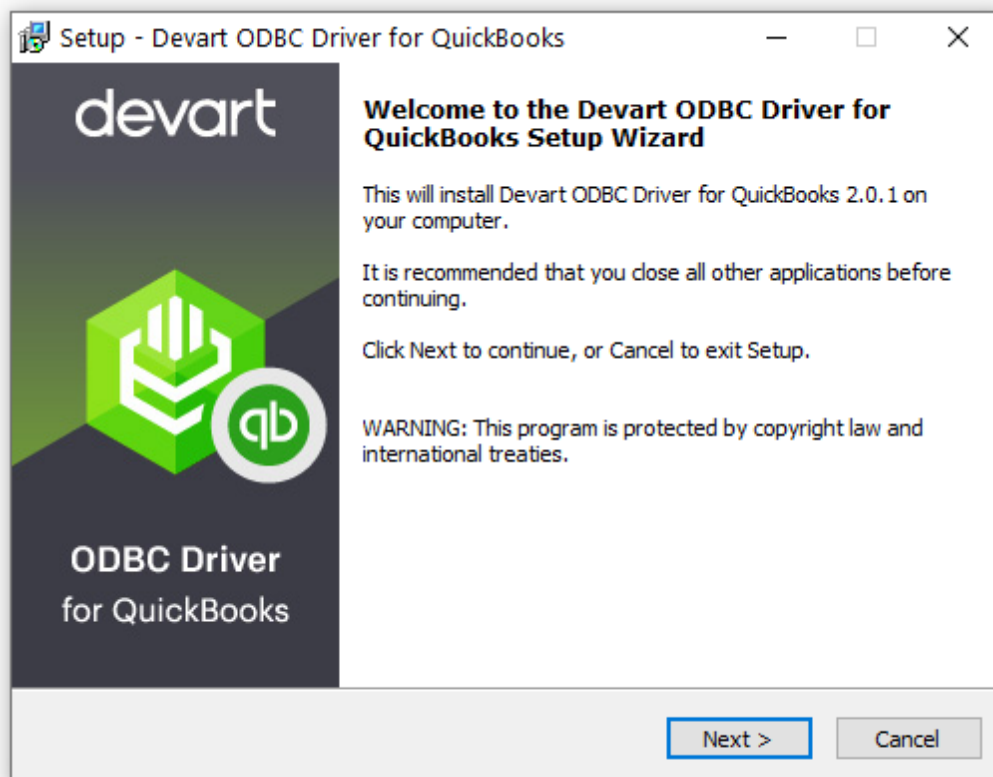 Setup - Devart ODBC Driver for QuickBooks
devart
Welcome to the Devart ODBC Driver for
QuickBooks Setup Wizard
This will install Devart ODBC Driver for QuickBooks 2.0.1 on
your computer.
It is recommended that you close all other applications before
continuing.
Click Next to continue, or Cancel to exit Setup.
WARNING: This program is protected by copyright law and
international treaties.
qb
ODBC Driver
for QuickBooks
Next >
Cancel